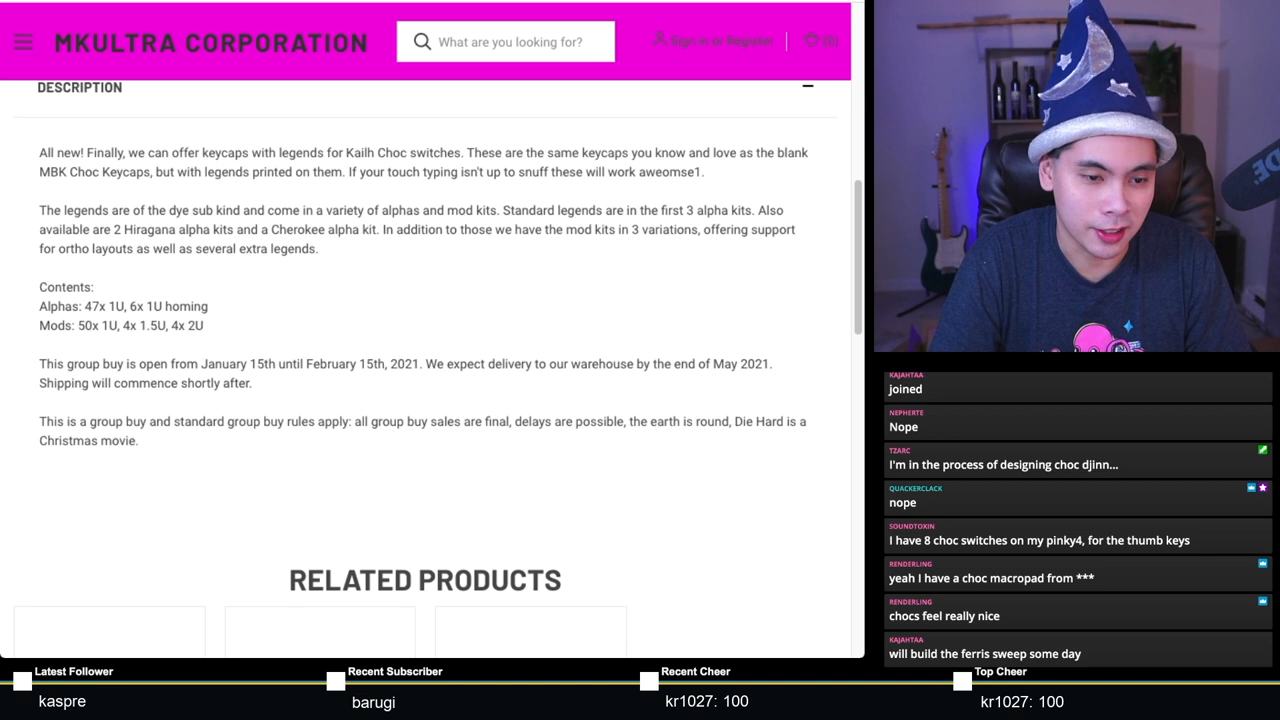 MKULTRA CORPORATION
What are you looking for?
Sign in or Register
(0)
DESCRIPTION
All new! Finally, we can offer keycaps with legends for Kailh Choc switches. These are the same keycaps you know and love as the blank
MBK Choc Keycaps, but with legends printed on them. If your touch typing isn't up to snuff these will work aweomse1.
The legends are of the dye sub kind and come in a variety of alphas and mod kits. Standard legends are in the first 3 alpha kits. Also
available are 2 Hiragana alpha kits and a Cherokee alpha kit. In addition to those we have the mod kits in 3 variations, offering support
for ortho layouts as well as several extra legends.
Contents:
Alphas: 47x 1U, 6x 1U homing
Mods: 50x 1U, 4x 1.5U, 4x 2U
This group buy is open from January 15th until February 15th, 2021. We expect delivery to our warehouse by the end of May 2021.
Shipping will commence shortly after.
This is a group buy and standard group buy rules apply: all group buy sales are final, delays are possible, the earth is round, Die Hard is a
Christmas movie.
RELATED PRODUCTS
KAJAHTAA
joined
NEPHERTE
Nope
TZARC
I'm in the process of designing choc djinn...
QUACKERCLACK
nope
SOUNDTOXIN
I have 8 choc switches on my pinky4, for the thumb keys
RENDERLING
yeah I have a choc macropad from ***
RENDERLING
chocs feel really nice
KAJAHTAA
will build the ferris sweep some day
Latest Follower
kaspre
Recent Subscriber
barugi
Recent Cheer
kr1027: 100
Top Cheer
kr1027: 100